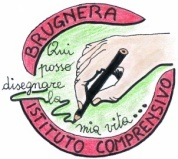 BRUGNERA
Qui
posso
disegnare
la
mia vita...
ISTITUTO COMPRENSIVO